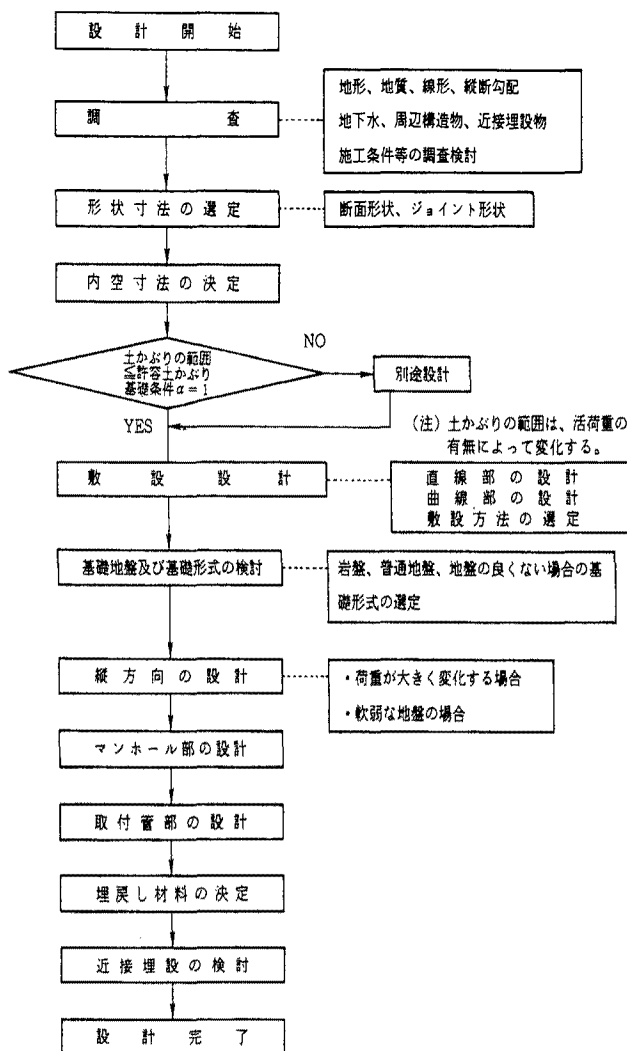 設計開始
調査
地形、地質、線形、縦断勾配
地下水、周辺構造物、近接埋設物
施工条件等の調査検討
形状寸法の選定
断面形状、ジョイント形状
内空寸法の決定
土かぶりの範囲
≦許容土かぶり
基礎条件α=1
NO
別途設計
YES
(注)土かぶりの範囲は、活荷重の
有無によって変化する。
敷設設計
直線部の設計
曲線部の設計
敷設方法の選定
基礎地盤及び基礎形式の検討
岩盤、普通地盤、地盤の良くない場合の基
礎形式の選定
縦方向の設計
・荷重が大きく変化する場合
・軟弱な地盤の場合
マンホール部の設計
取付管部の設計
埋戻し材料の決定
近接埋設の検討
設計完了